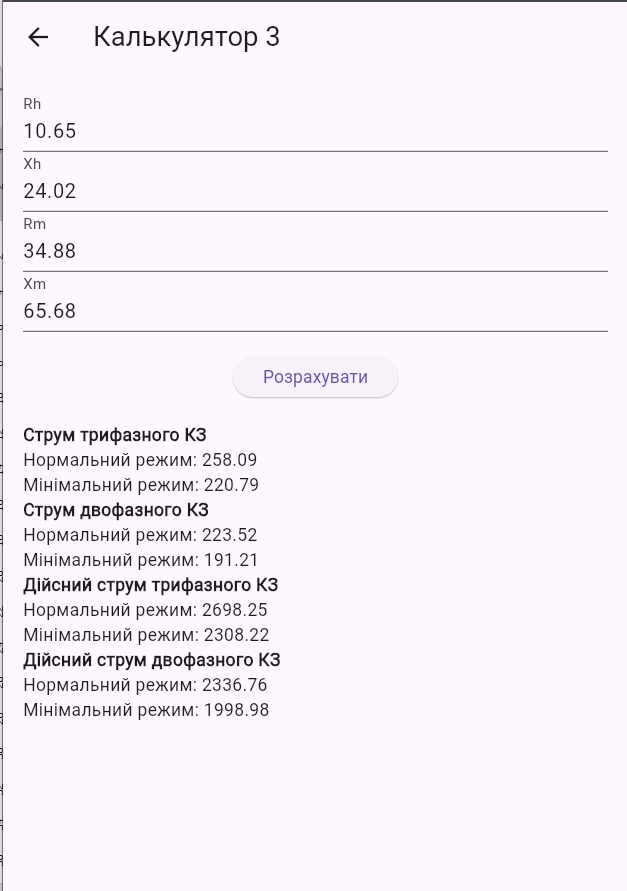 Калькулятор 3
Rh
10.65
Xh
24.02
Rm
34.88
Xm
65.68
Розрахувати
Струм трифазного КЗ
Нормальний режим: 258.09
Мінімальний режим: 220.79
Струм двофазного КЗ
Нормальний режим: 223.52
Мінімальний режим: 191.21
Дійсний струм трифазного КЗ
Нормальний режим: 2698.25
Мінімальний режим: 2308.22
Дійсний струм двофазного КЗ
Нормальний режим: 2336.76
Мінімальний режим: 1998.98